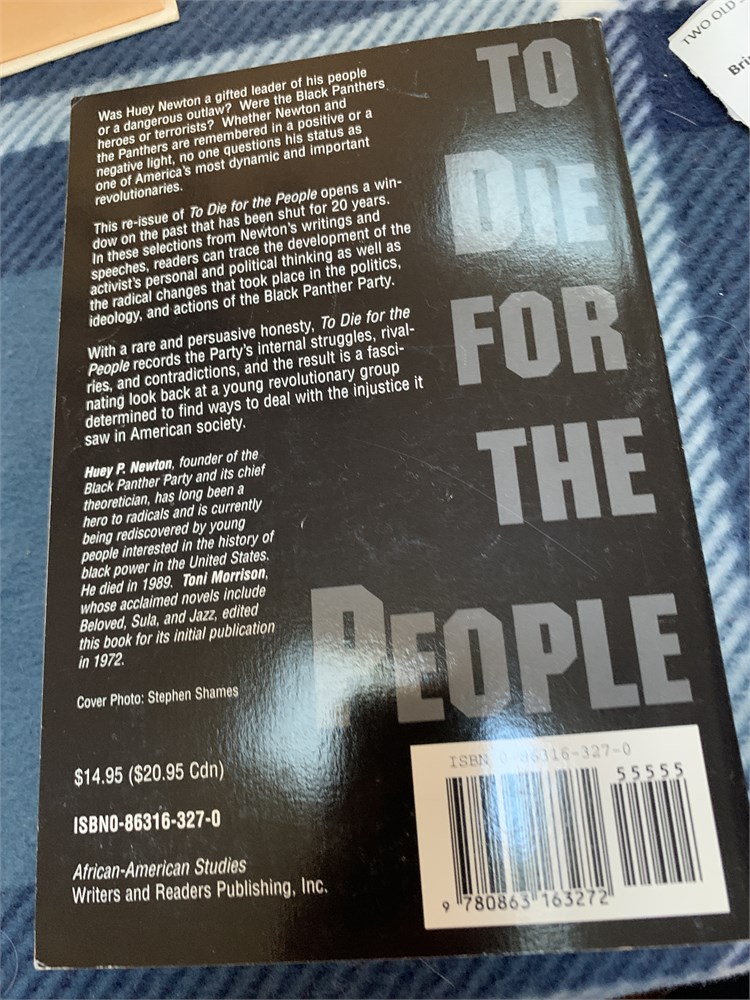 Was Huey Newton a gifted leader of his people
or a dangerous outlaw? Were the Black Panthers
heroes or terrorists? Whether Newton and
the Panthers are remembered in a positive or a
negative light, no one questions his status as
one of America's most dynamic and important
revolutionaries.
This re-issue of To Die for the People opens a win-
dow on the past that has been shut for 20 years.
In these selections from Newton's writings and
speeches, readers can trace the development of the
activist's personal and political thinking as well as
the radical changes that took place in the politics,
ideology, and actions of the Black Panther Party.
With a rare and persuasive honesty, To Die for the
People records the Party's internal struggles, rival-
ries, and contradictions, and the result is a fasci-
nating look back at a young revolutionary group
determined to find ways to deal with the injustice it
saw in American society.
Huey P. Newton, founder of the
Black Panther Party and its chief
theoretician, has long been a
hero to radicals and is currently
being rediscovered by young
people interested in the history of
black power in the United States.
He died in 1989. Toni Morrison,
whose acclaimed novels include
Beloved, Sula, and Jazz, edited
this book for its initial publication
in 1972.
Cover Photo: Stephen Shames
$14.95 ($20.95 Cdn)
ISBN0-86316-327-0
African-American Studies
Writers and Readers Publishing, Inc.
TO
DIE
FOR
THE
PEOPLE
ISBN 0-86316-327-0
55555
9 780863 163272
TWO OLD